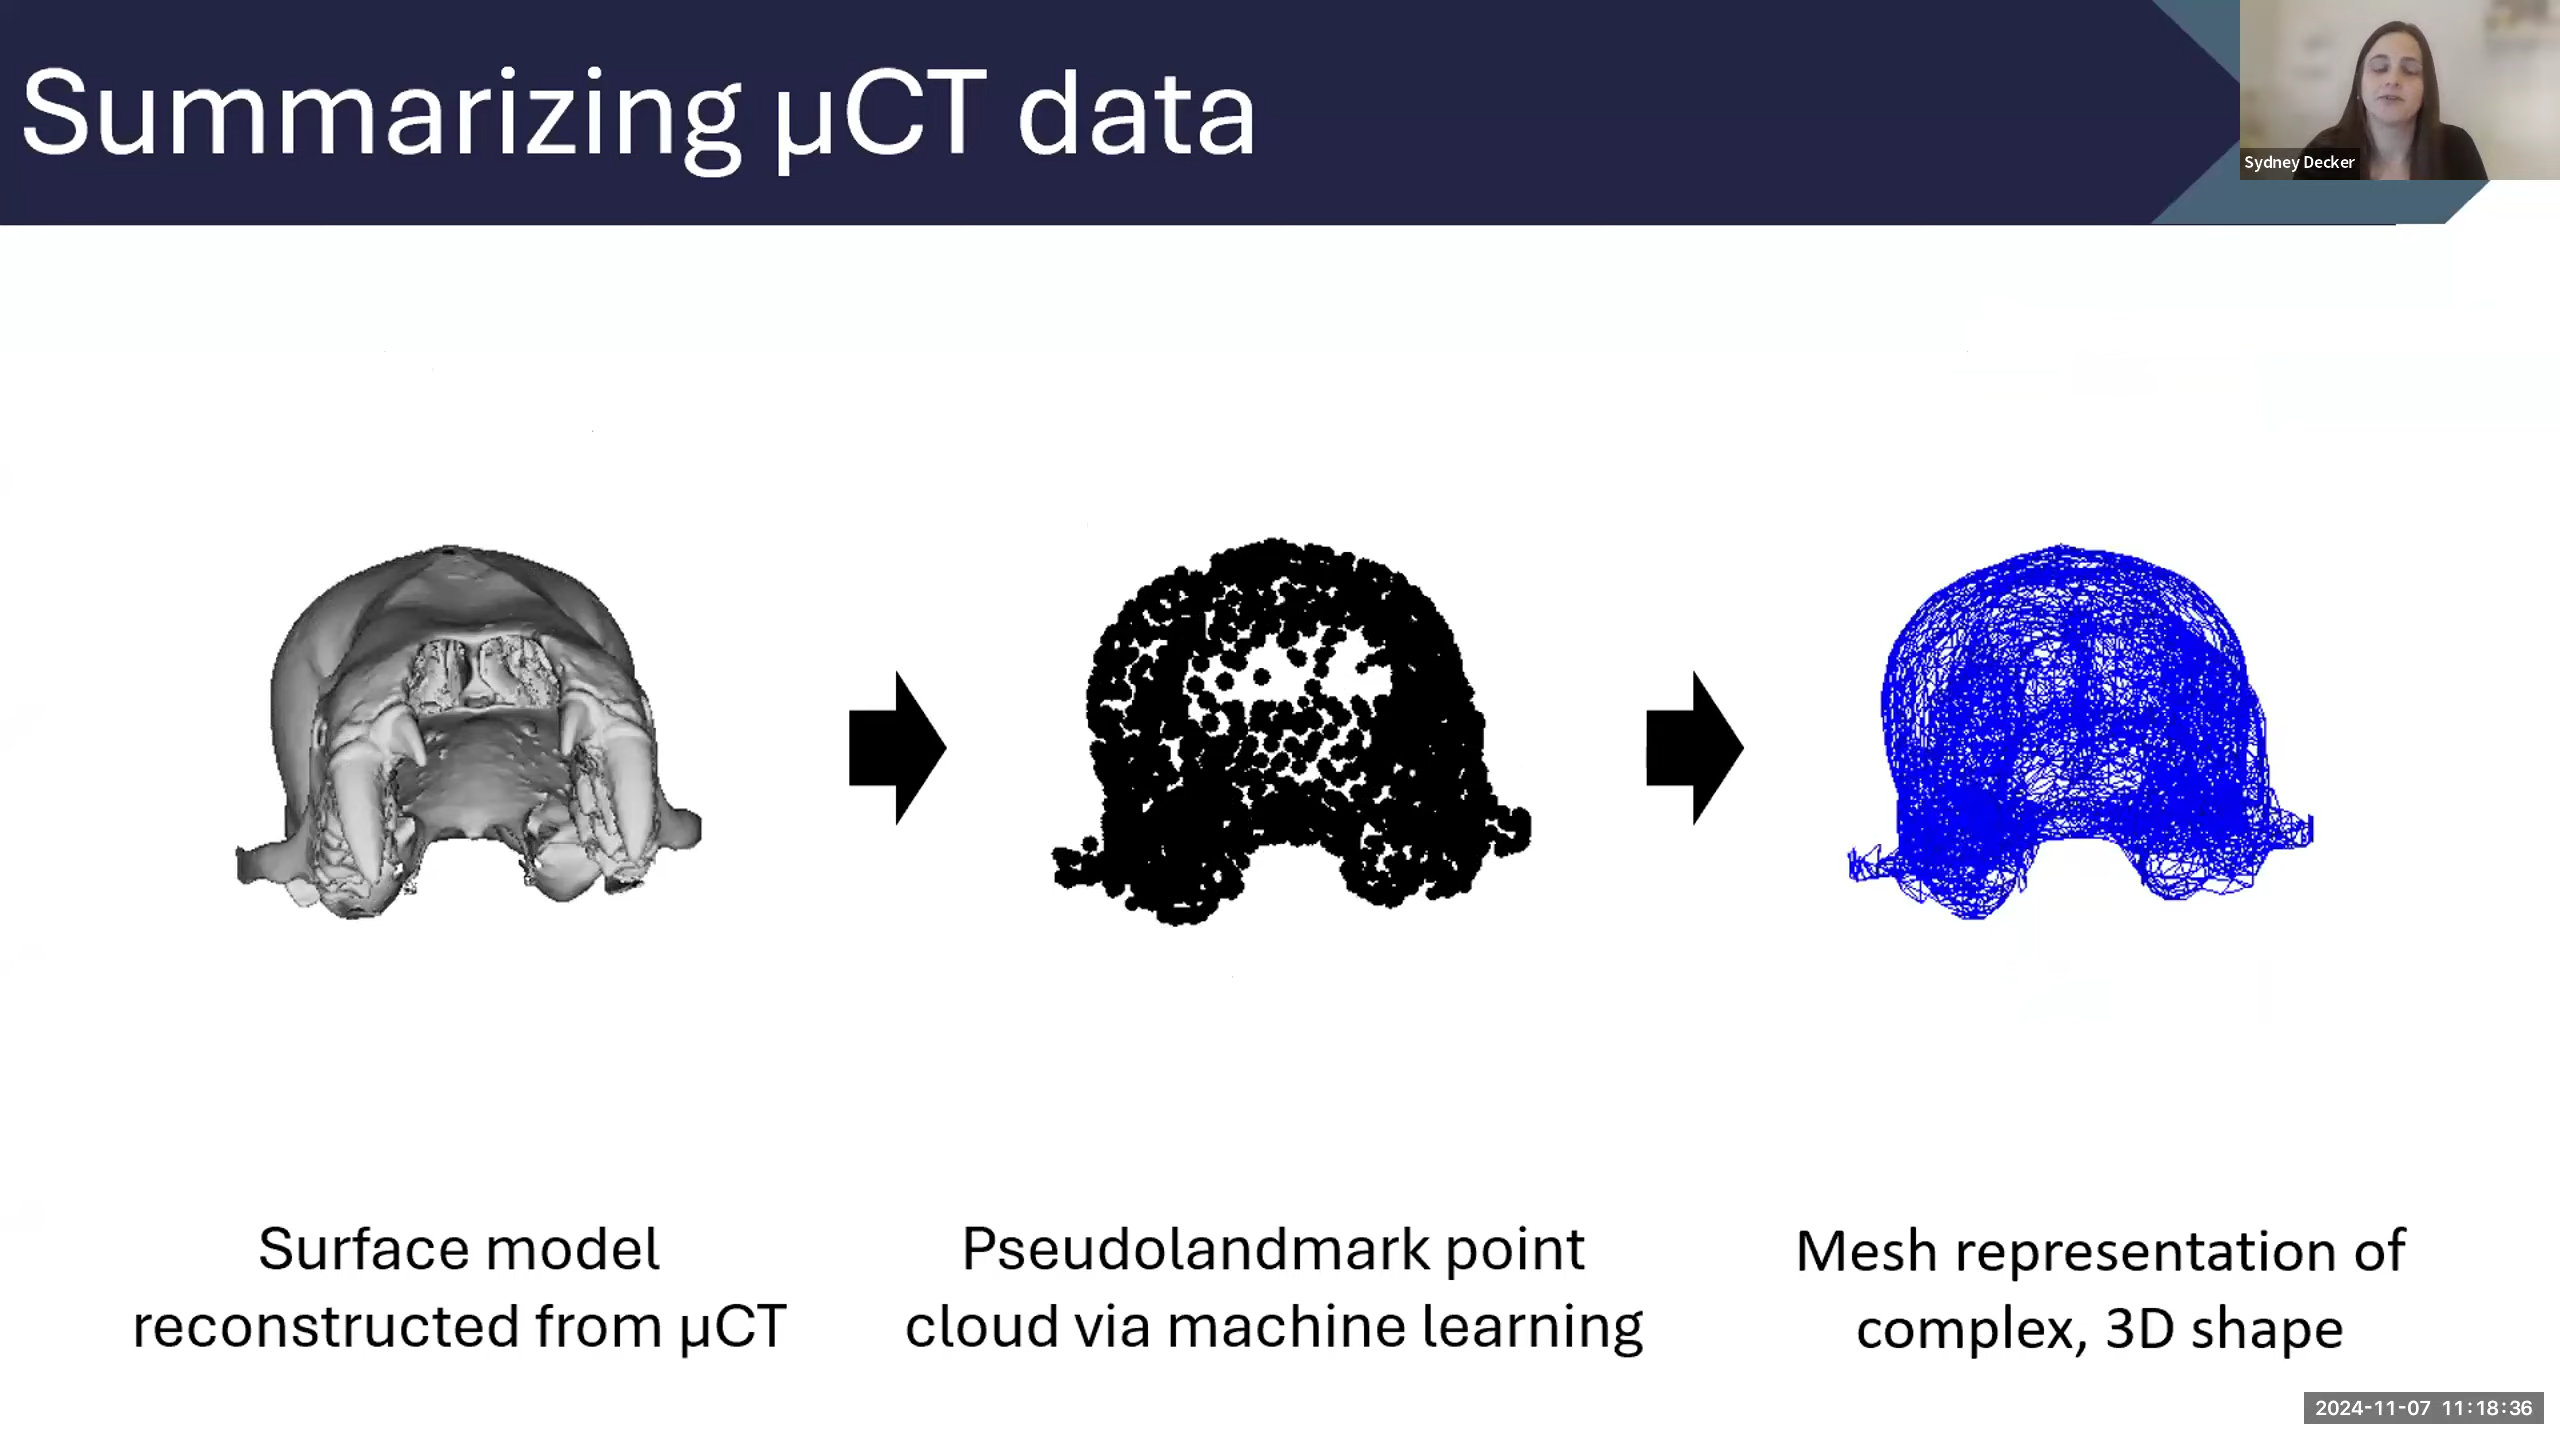 Summarizing µCT data
Sydney Decker
Surface model
reconstructed from µCT
Pseudolandmark point
cloud via machine learning
Mesh representation of
complex, 3D shape
2024-11-07 11:18:36